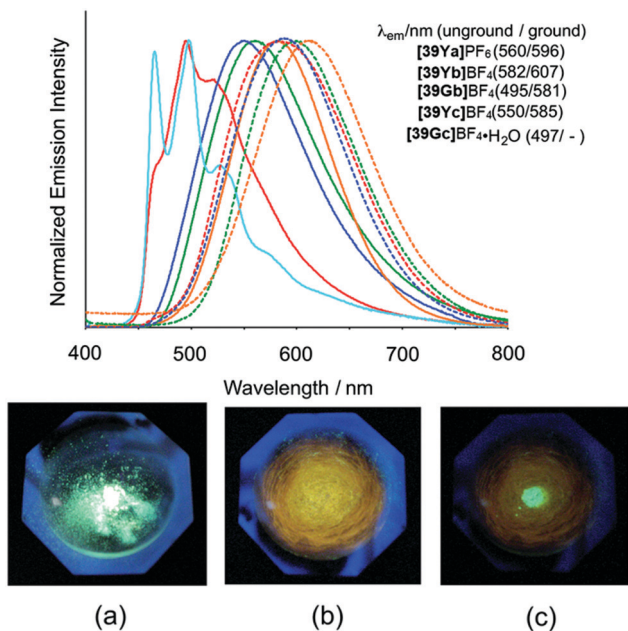 λem/nm (unground / ground)
[39Ya]PF6 (560/596)
[39Yb]BF4 (582/607)
[39Gb]BF4 (495/581)
[39Yc]BF4 (550/585)
[39Gc]BF4•H2O (497/ - )
Normalized Emission Intensity
400 500 600 700 800
Wavelength / nm
(a) (b) (c)